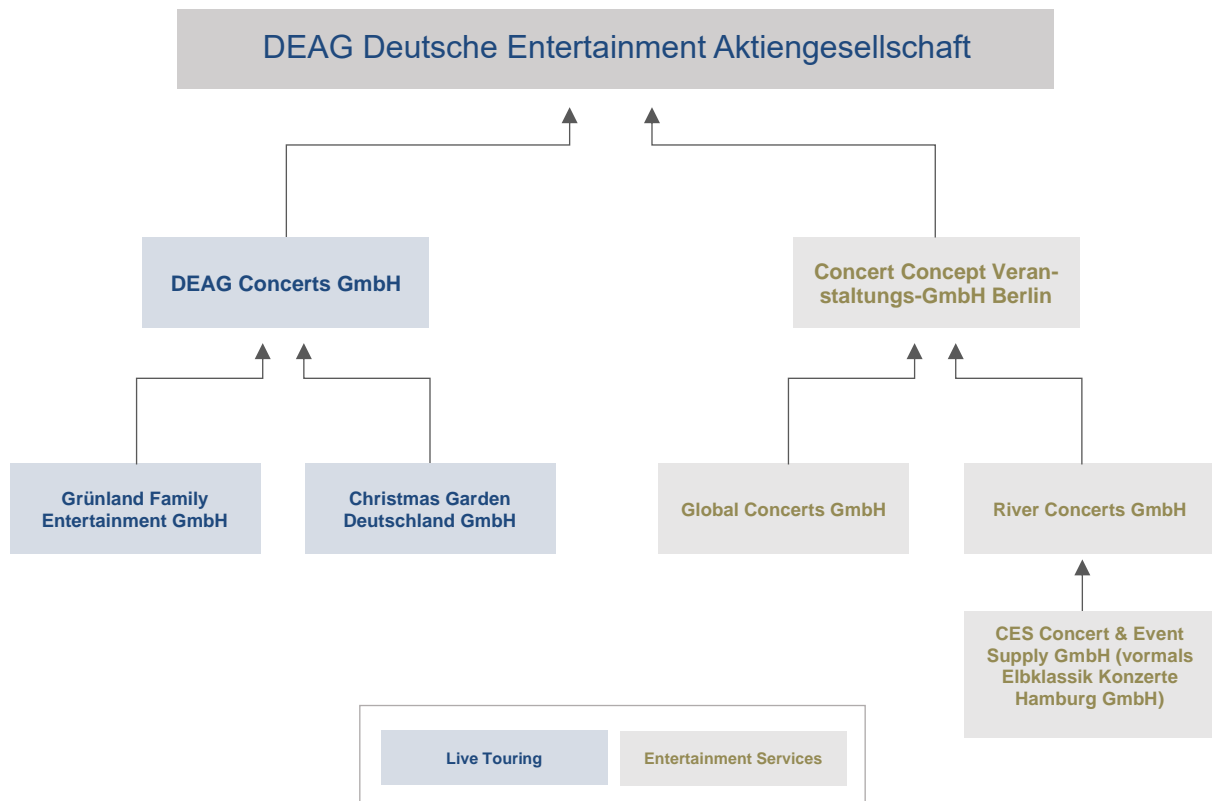 DEAG Deutsche Entertainment Aktiengesellschaft
DEAG Concerts GmbH
Concert Concept Veran-
staltungs-GmbH Berlin
Grünland Family
Entertainment GmbH
Christmas Garden
Deutschland GmbH
Global Concerts GmbH
River Concerts GmbH
CES Concert & Event
Supply GmbH (vormals
Elbklassik Konzerte
Hamburg GmbH)
Live Touring
Entertainment Services